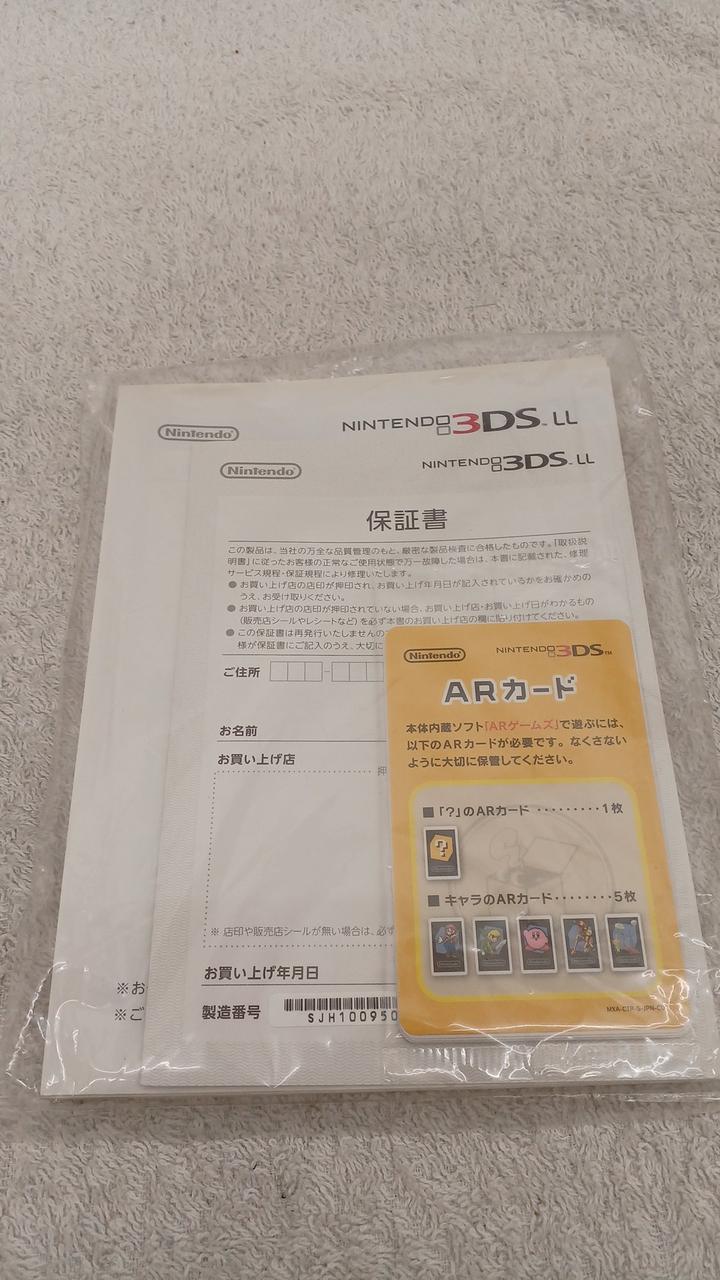 Nintendo
NINTENDO3DS™ LL
Nintendo
NINTENDO3DS™ LL
保証書
この製品は、当社の万全な品質管理のもと、厳密な製品検査に合格したものです。「取扱説
明書」に従ったお客様の正常なご使用状態で万一故障した場合は、本書に記載された、修理
サービス規程・保証規程により修理いたします。
● お買い上げ店の店印が押印され、お買い上げ年月日が記入されているかをお確かめの
うえ、お受け取りください。
● お買い上げ店の店印が押印されていない場合、お買い上げ店・お買い上げ日がわかるもの
（販売店シールやレシートなど）を必ず本書のお買い上げ店の欄に貼り付けてください。
● この保証書は再発行いたしませんの
様が保証書にご記入のうえ、大切に
ご住所
お名前
お買い上げ店
押
※ 店印や販売店シールが無い場合は、必ず
お買い上げ年月日
製造番号
SJH100950
※お
※ご
Nintendo
NINTENDO3DS™
ARカード
本体内蔵ソフト「ARゲームズ」で遊ぶには、
以下のARカードが必要です。なくさない
ように大切に保管してください。
■「?」のARカード ·········1枚
?
■ キャラのARカード········5枚